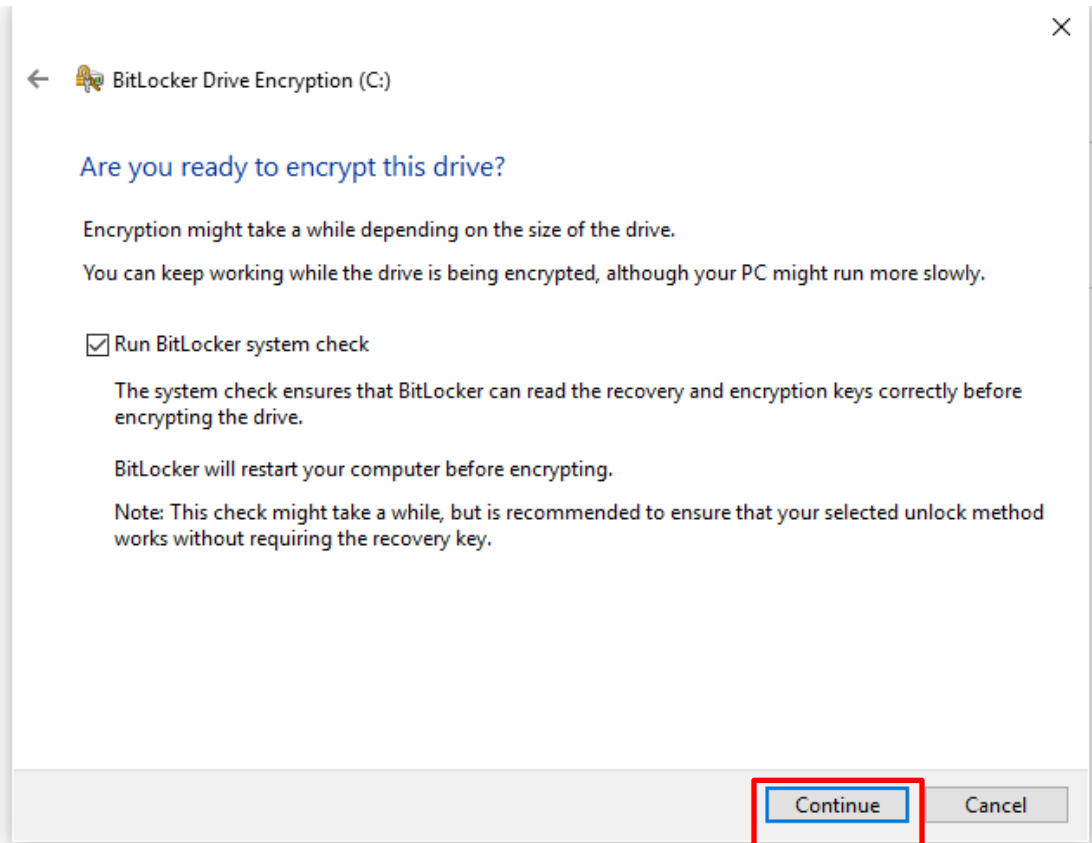 BitLocker Drive Encryption (C:)
Are you ready to encrypt this drive?
Encryption might take a while depending on the size of the drive.
You can keep working while the drive is being encrypted, although your PC might run more slowly.
Run BitLocker system check
The system check ensures that BitLocker can read the recovery and encryption keys correctly before
encrypting the drive.
BitLocker will restart your computer before encrypting.
Note: This check might take a while, but is recommended to ensure that your selected unlock method
works without requiring the recovery key.
Continue Cancel